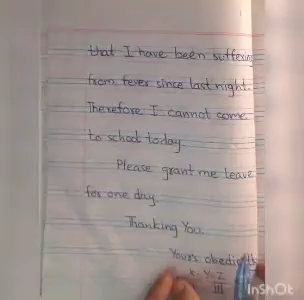 that I have been suffering
from fever since last night.
Therefore I cannot come
to school today.
Please grant me leave
for one day.
Thanking You.
Your's obediently
X-Y-Z
III
InShOt